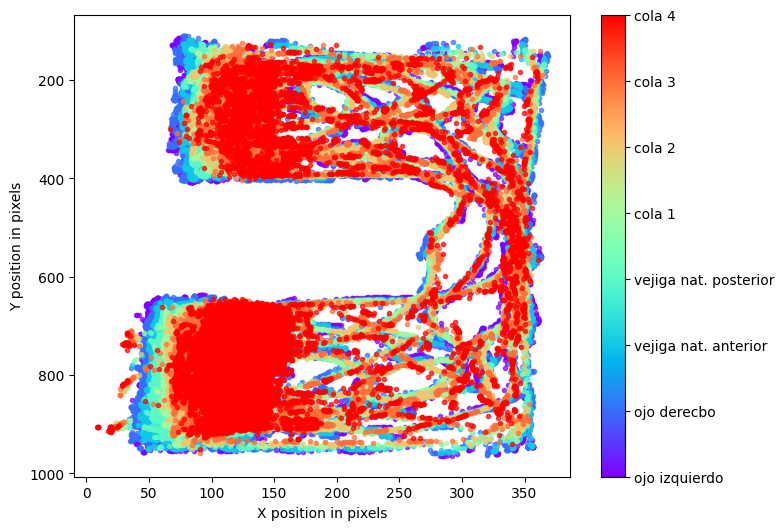 Y position in pixels
200
400
600
800
1000
0
50
100
150
200
250
300
350
X position in pixels
cola 4
cola 3
cola 2
cola 1
vejiga nat. posterior
vejiga nat. anterior
ojo derecbo
ojo izquierdo